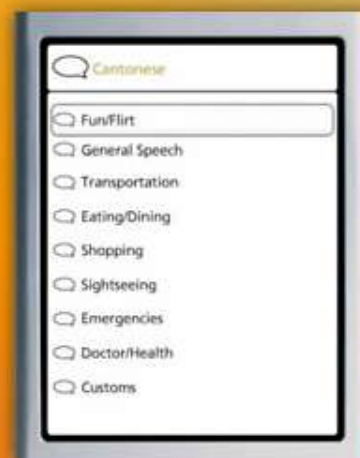 Cantonese
Fun/Flirt
General Speech
Transportation
Eating/Dining
Shopping
Sightseeing
Emergencies
Doctor/Health
Customs